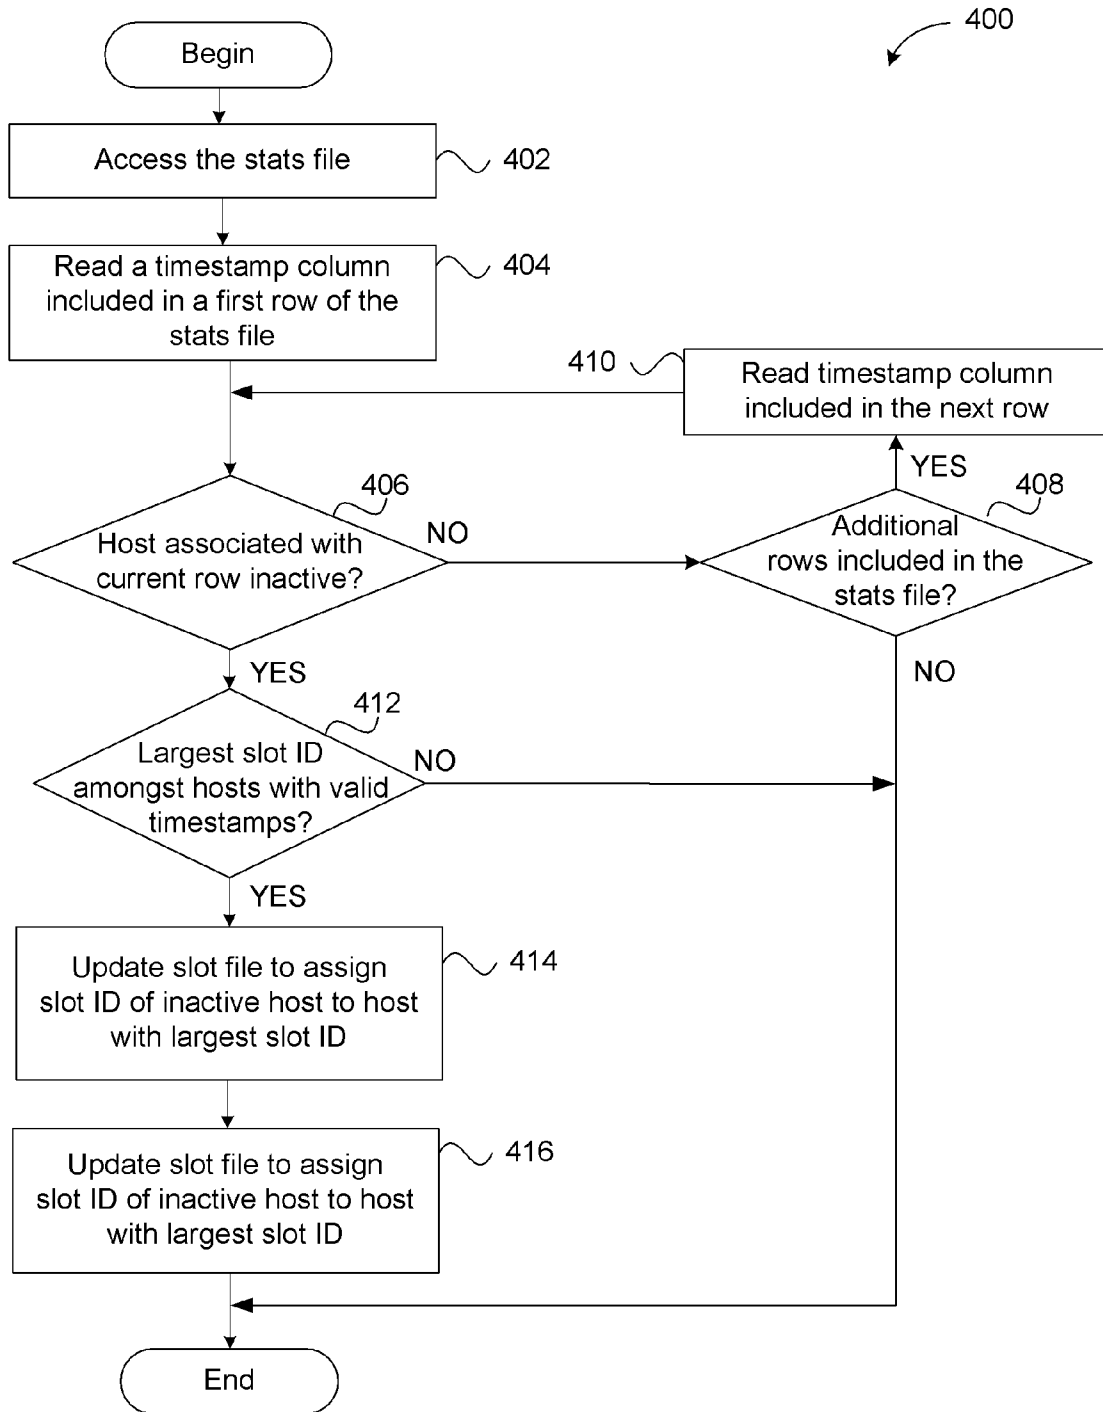 400
Begin
Access the stats file
402
Read a timestamp column
included in a first row of the
stats file
404
410
Read timestamp column
included in the next row
YES
406
Host associated with
current row inactive?
NO
408
Additional
rows included in the
stats file?
YES
NO
412
Largest slot ID
amongst hosts with valid
timestamps?
NO
YES
Update slot file to assign
slot ID of inactive host to host
with largest slot ID
414
Update slot file to assign
slot ID of inactive host to host
with largest slot ID
416
End